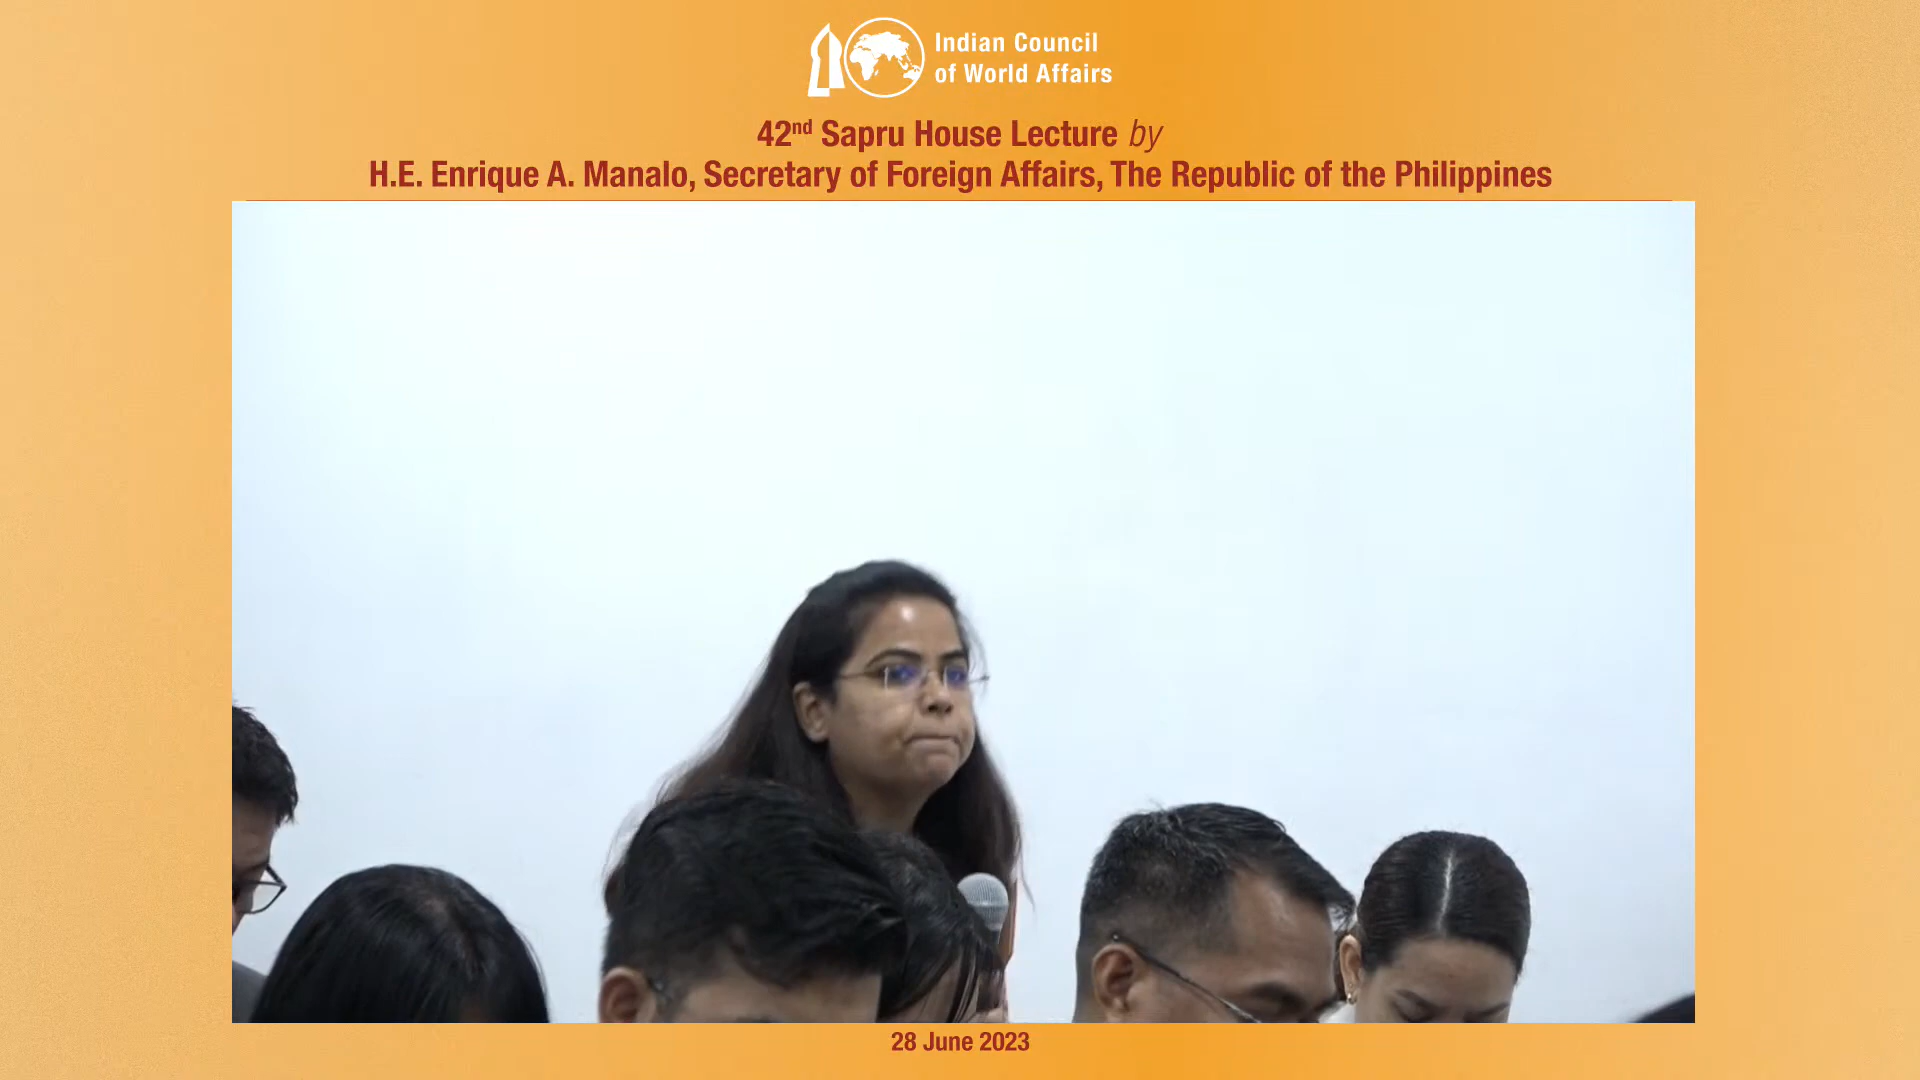 Indian Council
of World Affairs
42nd Sapru House Lecture by
H.E. Enrique A. Manalo, Secretary of Foreign Affairs, The Republic of the Philippines
28 June 2023